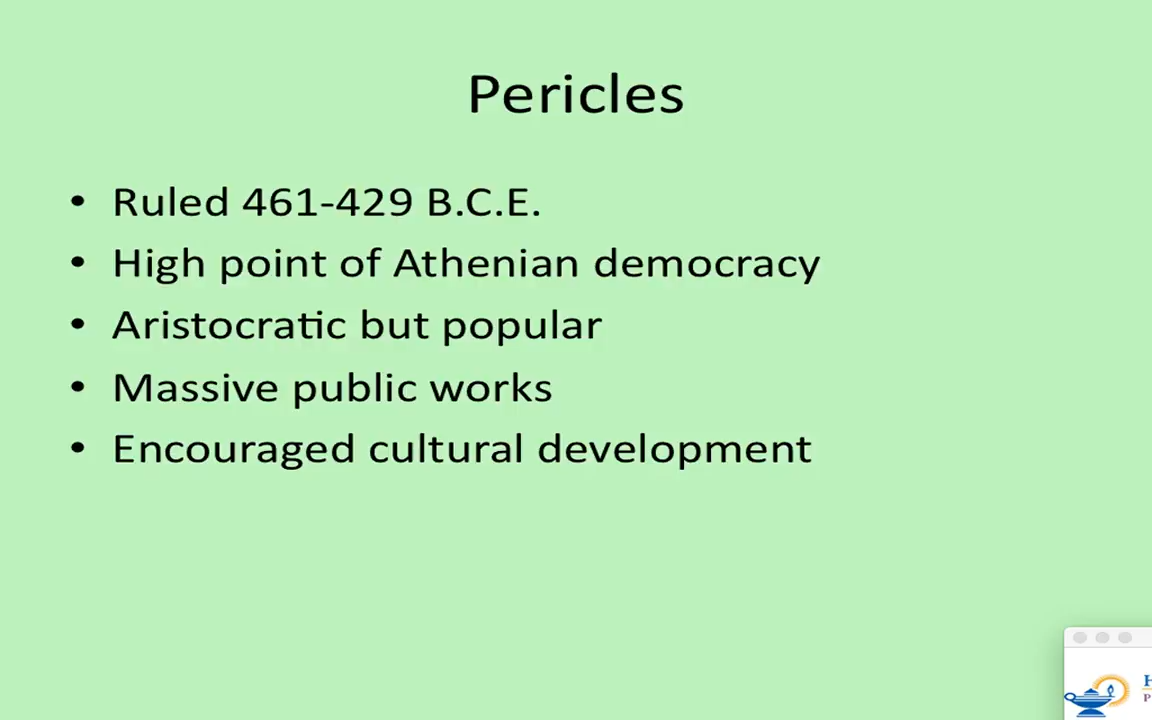 Pericles
• Ruled 461-429 B.C.E.
• High point of Athenian democracy
• Aristocratic but popular
• Massive public works
• Encouraged cultural development
H
P